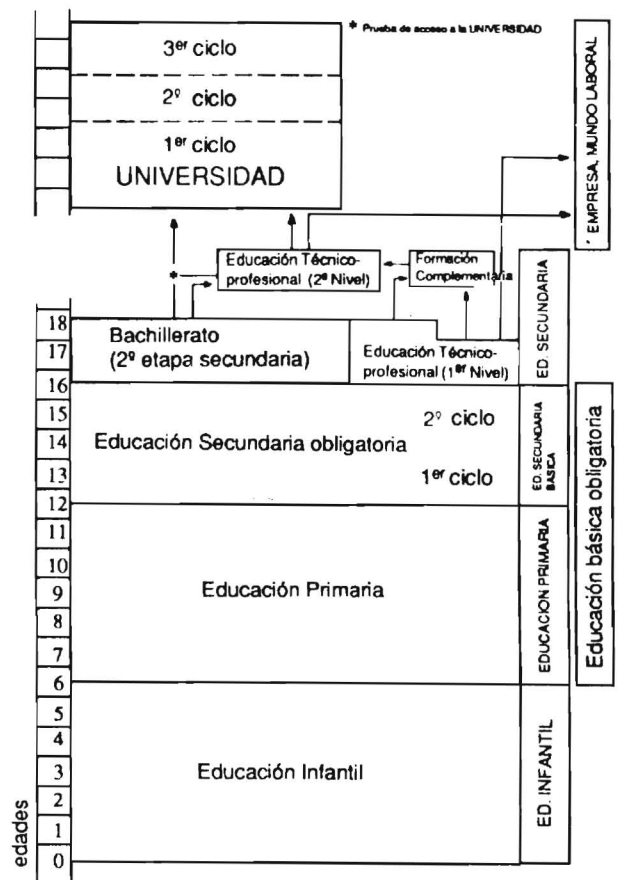 * Prueba de acceso a la UNIVERSIDAD
3er ciclo
2º ciclo
1er ciclo
UNIVERSIDAD
' EMPRESA, MUNDO LABORAL
Educación Técnico-
profesional (2º Nivel)
Formación
Complementaria
*
ED. SECUNDARIA
18
17
16
Bachillerato
(2º etapa secundaria)
Educación Técnico-
profesional (1er Nivel)
15
14
13
12
2º ciclo
Educación Secundaria obligatoria
1er ciclo
ED. SECUNDARIA
BASICA
Educación básica obligatoria
11
10
9
8
7
6
Educación Primaria
EDUCACION PRIMARIA
5
4
3
2
1
0
Educación Infantil
ED. INFANTIL
edades